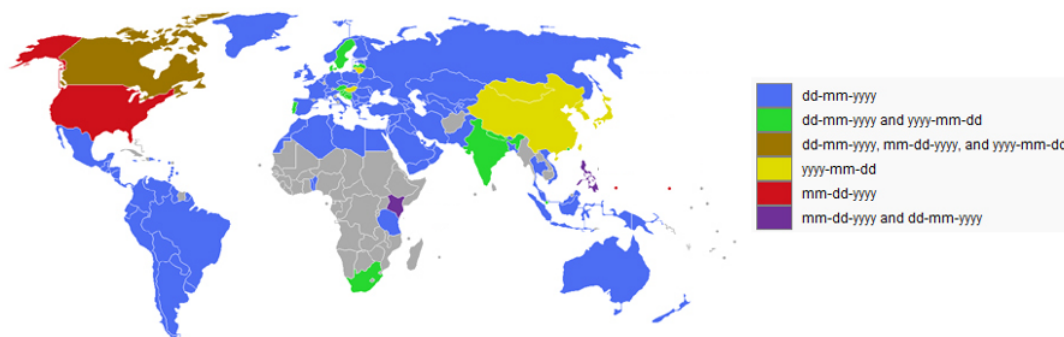 dd-mm-yyyy
dd-mm-yyyy and yyyy-mm-dd
dd-mm-yyyy, mm-dd-yyyy, and yyyy-mm-dd
yyyy-mm-dd
mm-dd-yyyy
mm-dd-yyyy and dd-mm-yyyy